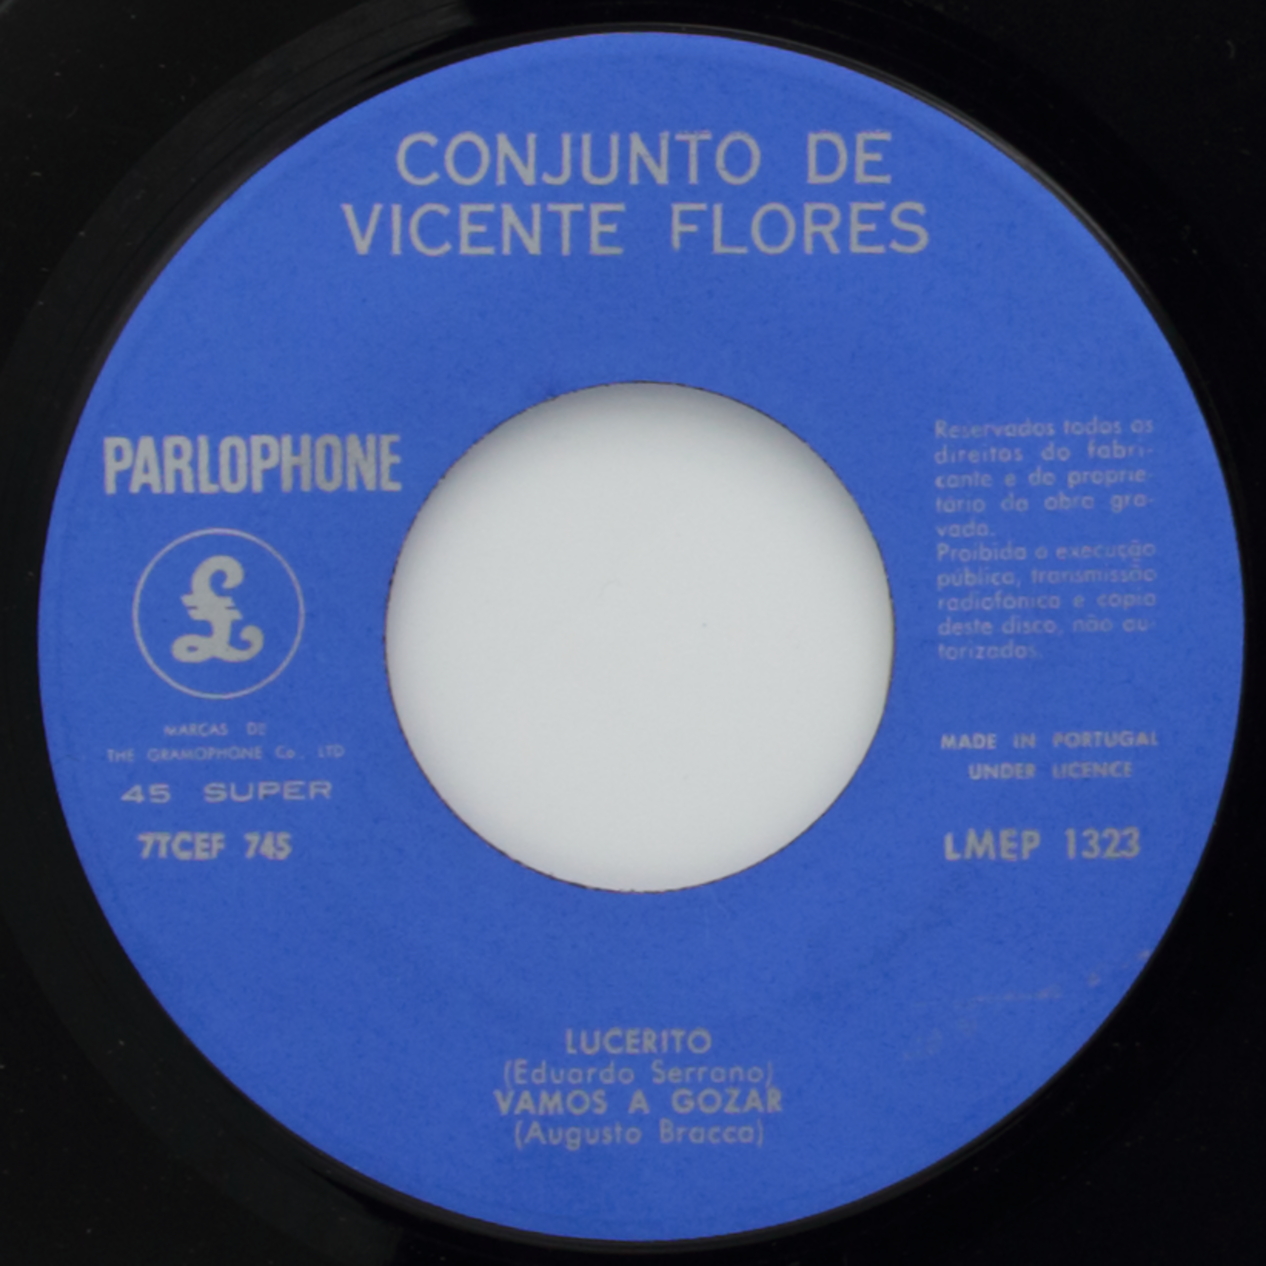 CONJUNTO DE
VICENTE FLORES
PARLOPHONE
£
MARCAS DE
THE GRAMOPHONE Co., LTD
45 SUPER
7TCEF 745
Reservados todos os
direitos do fabri-
cante e do proprie-
tário da obra gra-
vada.
Proibida a execução
pública, transmissão
radiofónica e copia
deste disco, não au-
torizadas.
MADE IN PORTUGAL
UNDER LICENCE
LMEP 1323
LUCERITO
(Eduardo Serrano)
VAMOS A GOZAR
(Augusto Bracca)